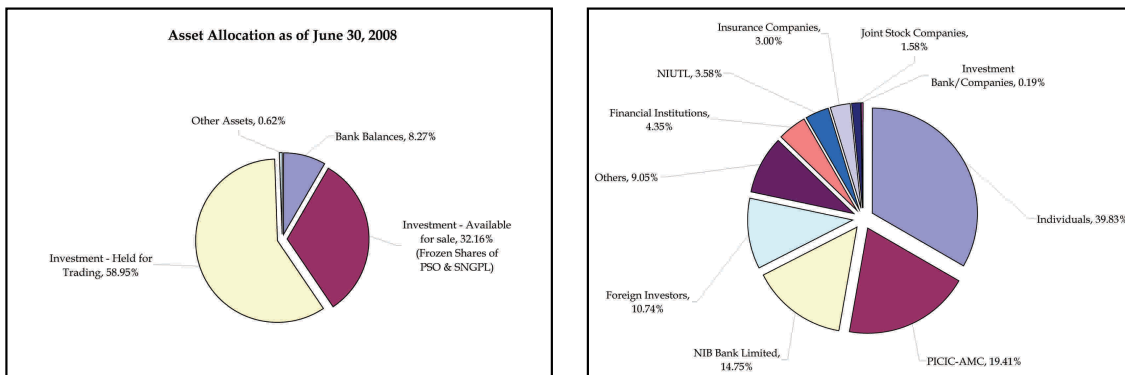 Asset Allocation as of June 30, 2008
Other Assets, 0.62%
Bank Balances, 8.27%
Investment - Available
for sale, 32.16%
(Frozen Shares of
PSO & SNGPL)
Investment - Held for
Trading, 58.95%
Insurance Companies,
3.00%
Joint Stock Companies,
1.58%
Investment
Bank/Companies, 0.19%
NIUTL, 3.58%
Financial Institutions,
4.35%
Others, 9.05%
Individuals, 39.83%
Foreign Investors,
10.74%
NIB Bank Limited,
14.75%
PICIC-AMC, 19.41%